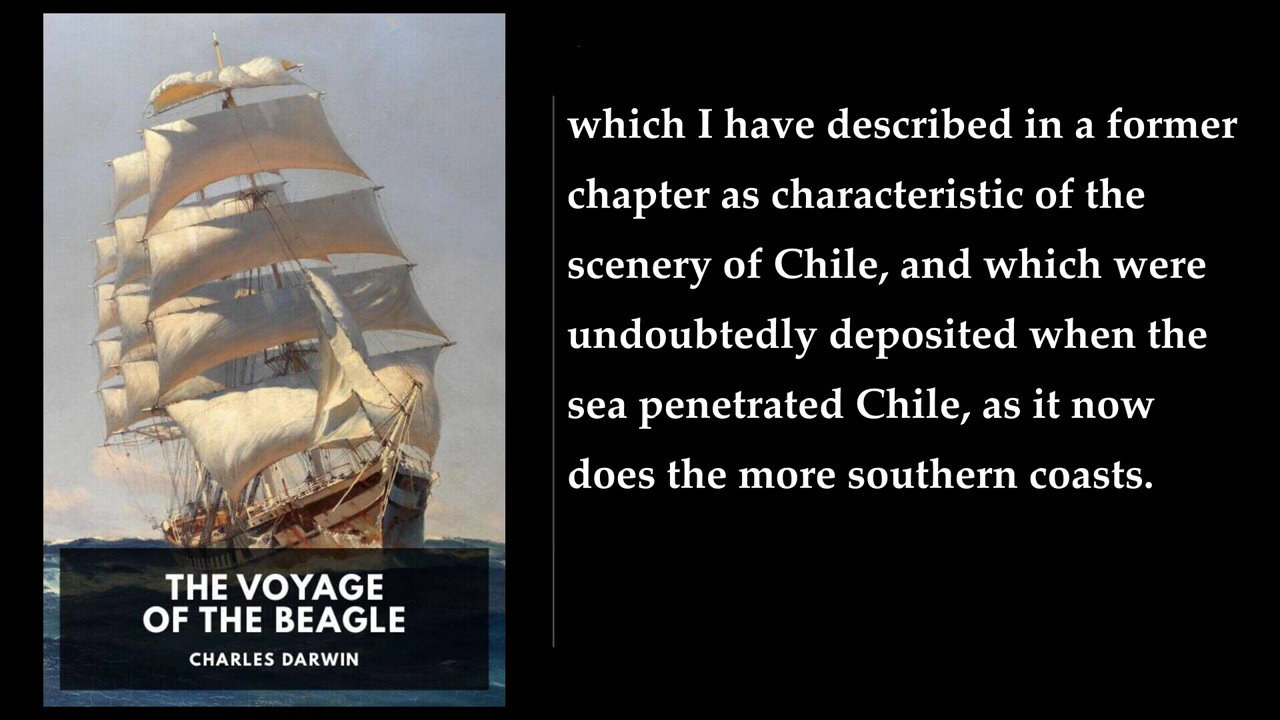 THE VOYAGE
OF THE BEAGLE
CHARLES DARWIN
which I have described in a former
chapter as characteristic of the
scenery of Chile, and which were
undoubtedly deposited when the
sea penetrated Chile, as it now
does the more southern coasts.